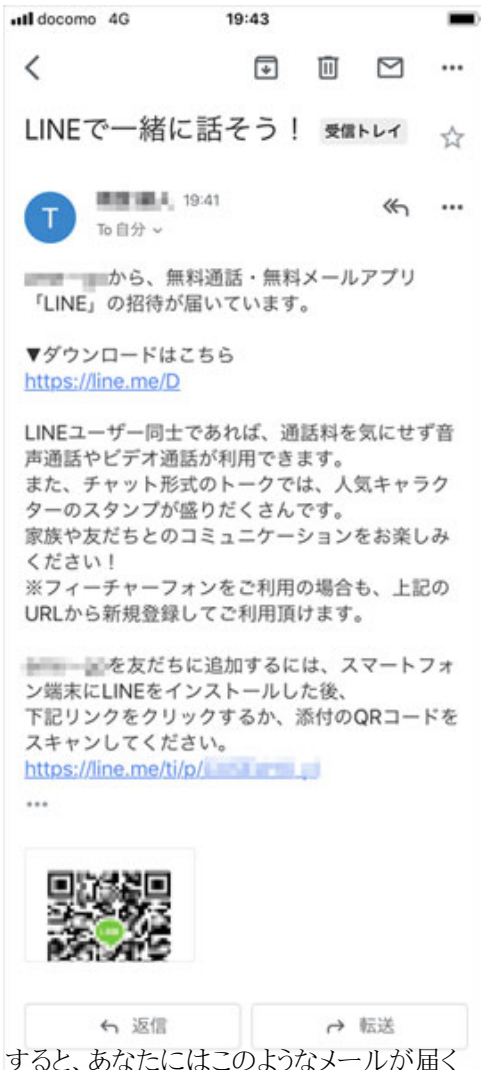 docomo 4G 19:43
LINEで一緒に話そう！ 受信トレイ
T
19:41
To 自分
から、無料通話・無料メールアプリ
「LINE」の招待が届いています。
▼ダウンロードはこちら
https://line.me/D
LINEユーザー同士であれば、通話料を気にせず音
声通話やビデオ通話が利用できます。
また、チャット形式のトークでは、人気キャラク
ターのスタンプが盛りだくさんです。
家族や友だちとのコミュニケーションをお楽しみ
ください！
※フィーチャーフォンをご利用の場合も、上記の
URLから新規登録してご利用頂けます。
を友だちに追加するには、スマートフォ
ン端末にLINEをインストールした後、
下記リンクをクリックするか、添付のQRコードを
スキャンしてください。
https://line.me/ti/p/
LINE
返信 転送
すると、あなたにはこのようなメールが届く